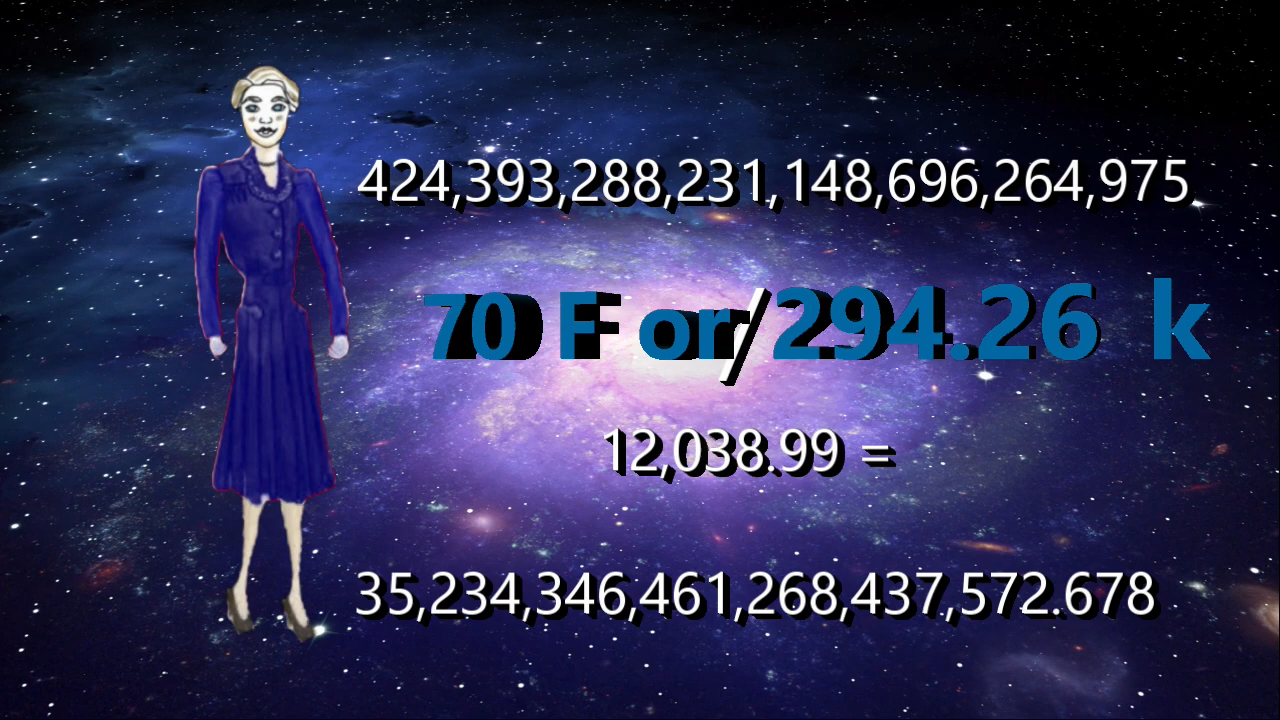 424,393,288,231,148,696,264,975.
70 F or/294.26 k
12,038.99 =
35,234,346,461,268,437,572.678